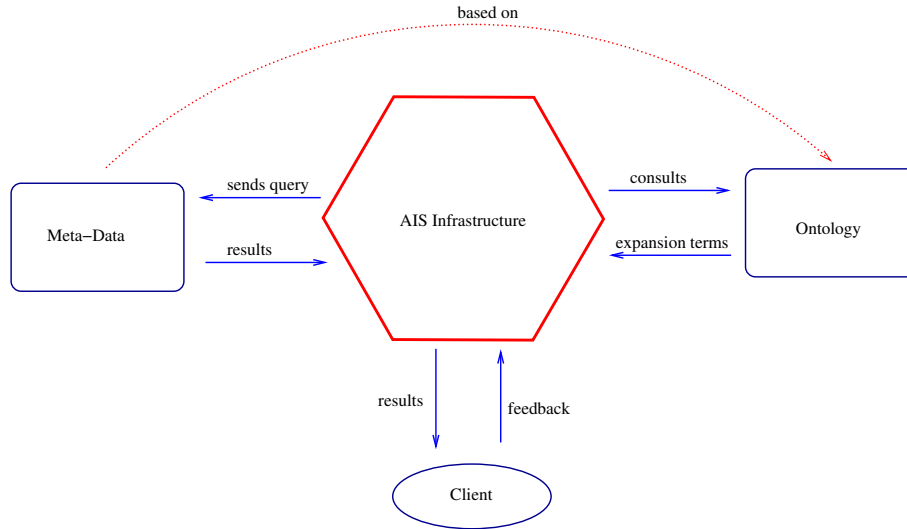 based on
sends query
consults
Meta−Data
AIS Infrastructure
Ontology
results
expansion terms
results
feedback
Client